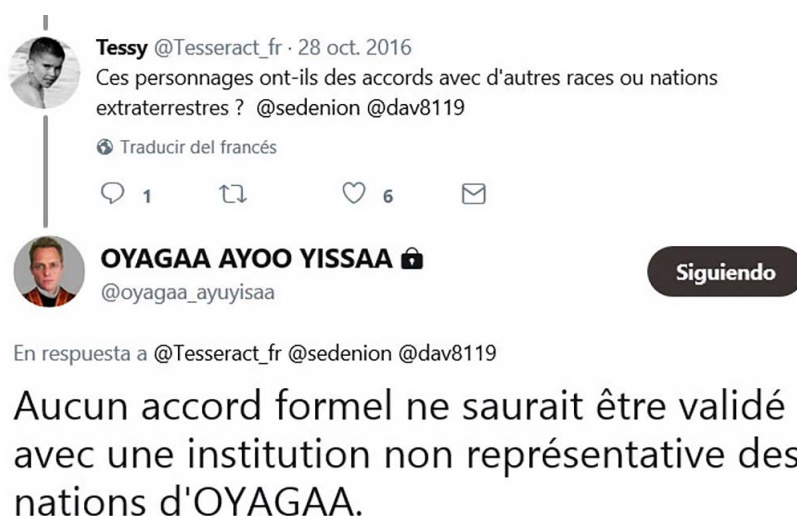 Tessy @Tesseract_fr · 28 oct. 2016
Ces personnages ont-ils des accords avec d'autres races ou nations
extraterrestres ? @sedenion @dav8119
Traducir del francés
1 6
OYAGAA AYOO YISSAA
@oyagaa_ayuyisaa
Siguiendo
En respuesta a @Tesseract_fr @sedenion @dav8119
Aucun accord formel ne saurait être validé
avec une institution non représentative des
nations d'OYAGAA.